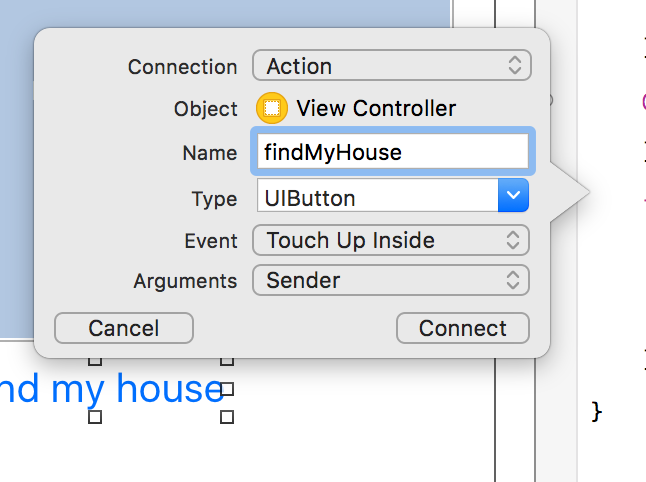 Connection Action
Object View Controller
Name findMyHouse
Type UIButton
Event Touch Up Inside
Arguments Sender
Cancel Connect
my house
}